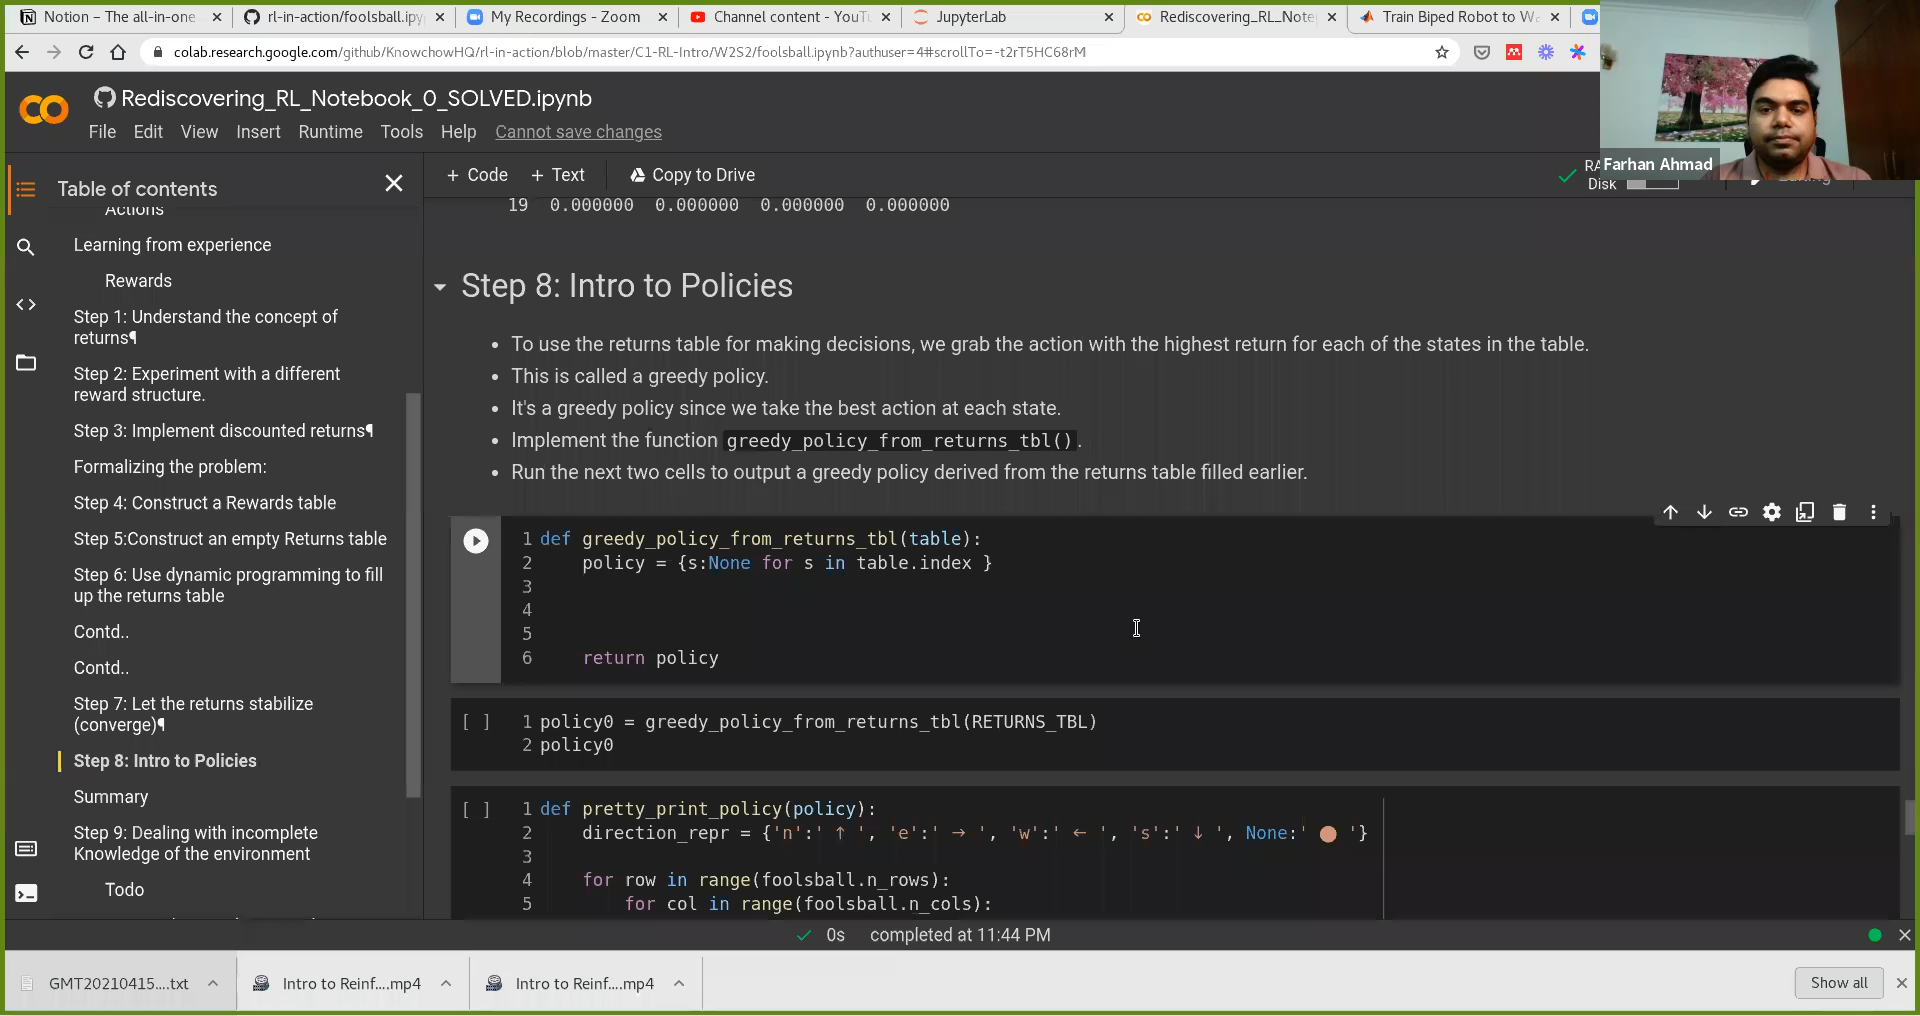 Notion – The all-in-one
rl-in-action/foolsball.ipy
My Recordings - Zoom
Channel content - YouTu
JupyterLab
Rediscovering_RL_Note
Train Biped Robot to Wa
colab.research.google.com/github/KnowchowHQ/rl-in-action/blob/master/C1-RL-Intro/W2S2/foolsball.ipynb?authuser=4#scrollTo=-t2rT5HC68rM
Rediscovering_RL_Notebook_0_SOLVED.ipynb
File Edit View Insert Runtime Tools Help Cannot save changes
Farhan Ahmad
+ Code + Text Copy to Drive
RA
Disk
Editing
Table of contents
Actions
Learning from experience
Rewards
Step 1: Understand the concept of
returns¶
Step 2: Experiment with a different
reward structure.
Step 3: Implement discounted returns¶
Formalizing the problem:
Step 4: Construct a Rewards table
Step 5:Construct an empty Returns table
Step 6: Use dynamic programming to fill
up the returns table
Contd..
Contd..
Step 7: Let the returns stabilize
(converge)¶
Step 8: Intro to Policies
Summary
Step 9: Dealing with incomplete
Knowledge of the environment
Todo
19 0.000000 0.000000 0.000000 0.000000
Step 8: Intro to Policies
• To use the returns table for making decisions, we grab the action with the highest return for each of the states in the table.
• This is called a greedy policy.
• It's a greedy policy since we take the best action at each state.
• Implement the function greedy_policy_from_returns_tbl().
• Run the next two cells to output a greedy policy derived from the returns table filled earlier.
1 def greedy_policy_from_returns_tbl(table):
2 policy = {s:None for s in table.index }
3
4
5
6 return policy
[ ] 1 policy0 = greedy_policy_from_returns_tbl(RETURNS_TBL)
2 policy0
[ ] 1 def pretty_print_policy(policy):
2 direction_repr = {'n':' ↑ ', 'e':' → ', 'w':' ← ', 's':' ↓ ', None:' ⬤ '}
3
4 for row in range(foolsball.n_rows):
5 for col in range(foolsball.n_cols):
0s completed at 11:44 PM
GMT20210415....txt
Intro to Reinf....mp4
Intro to Reinf....mp4
Show all